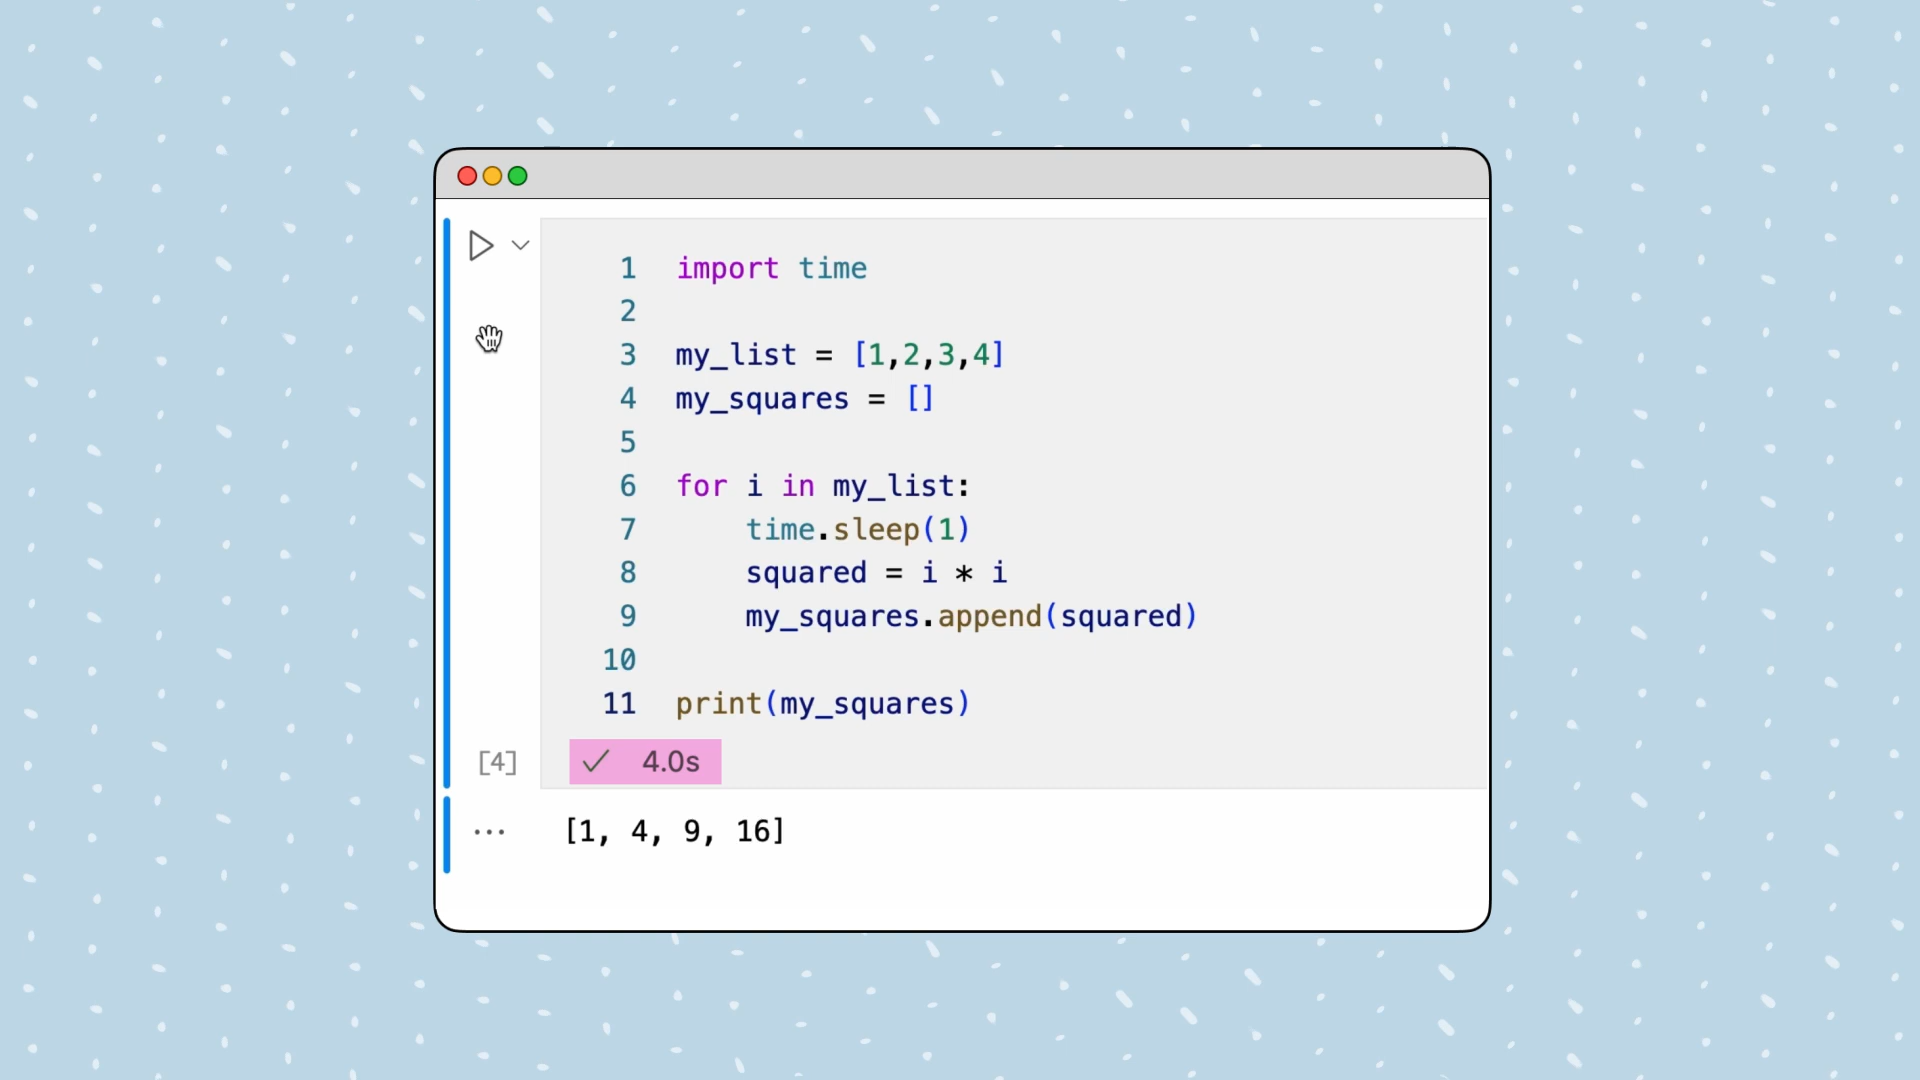 1 import time
2
3 my_list = [1,2,3,4]
4 my_squares = []
5
6 for i in my_list:
7     time.sleep(1)
8     squared = i * i
9     my_squares.append(squared)
10
11 print(my_squares)
[4] ✓ 4.0s
... [1, 4, 9, 16]